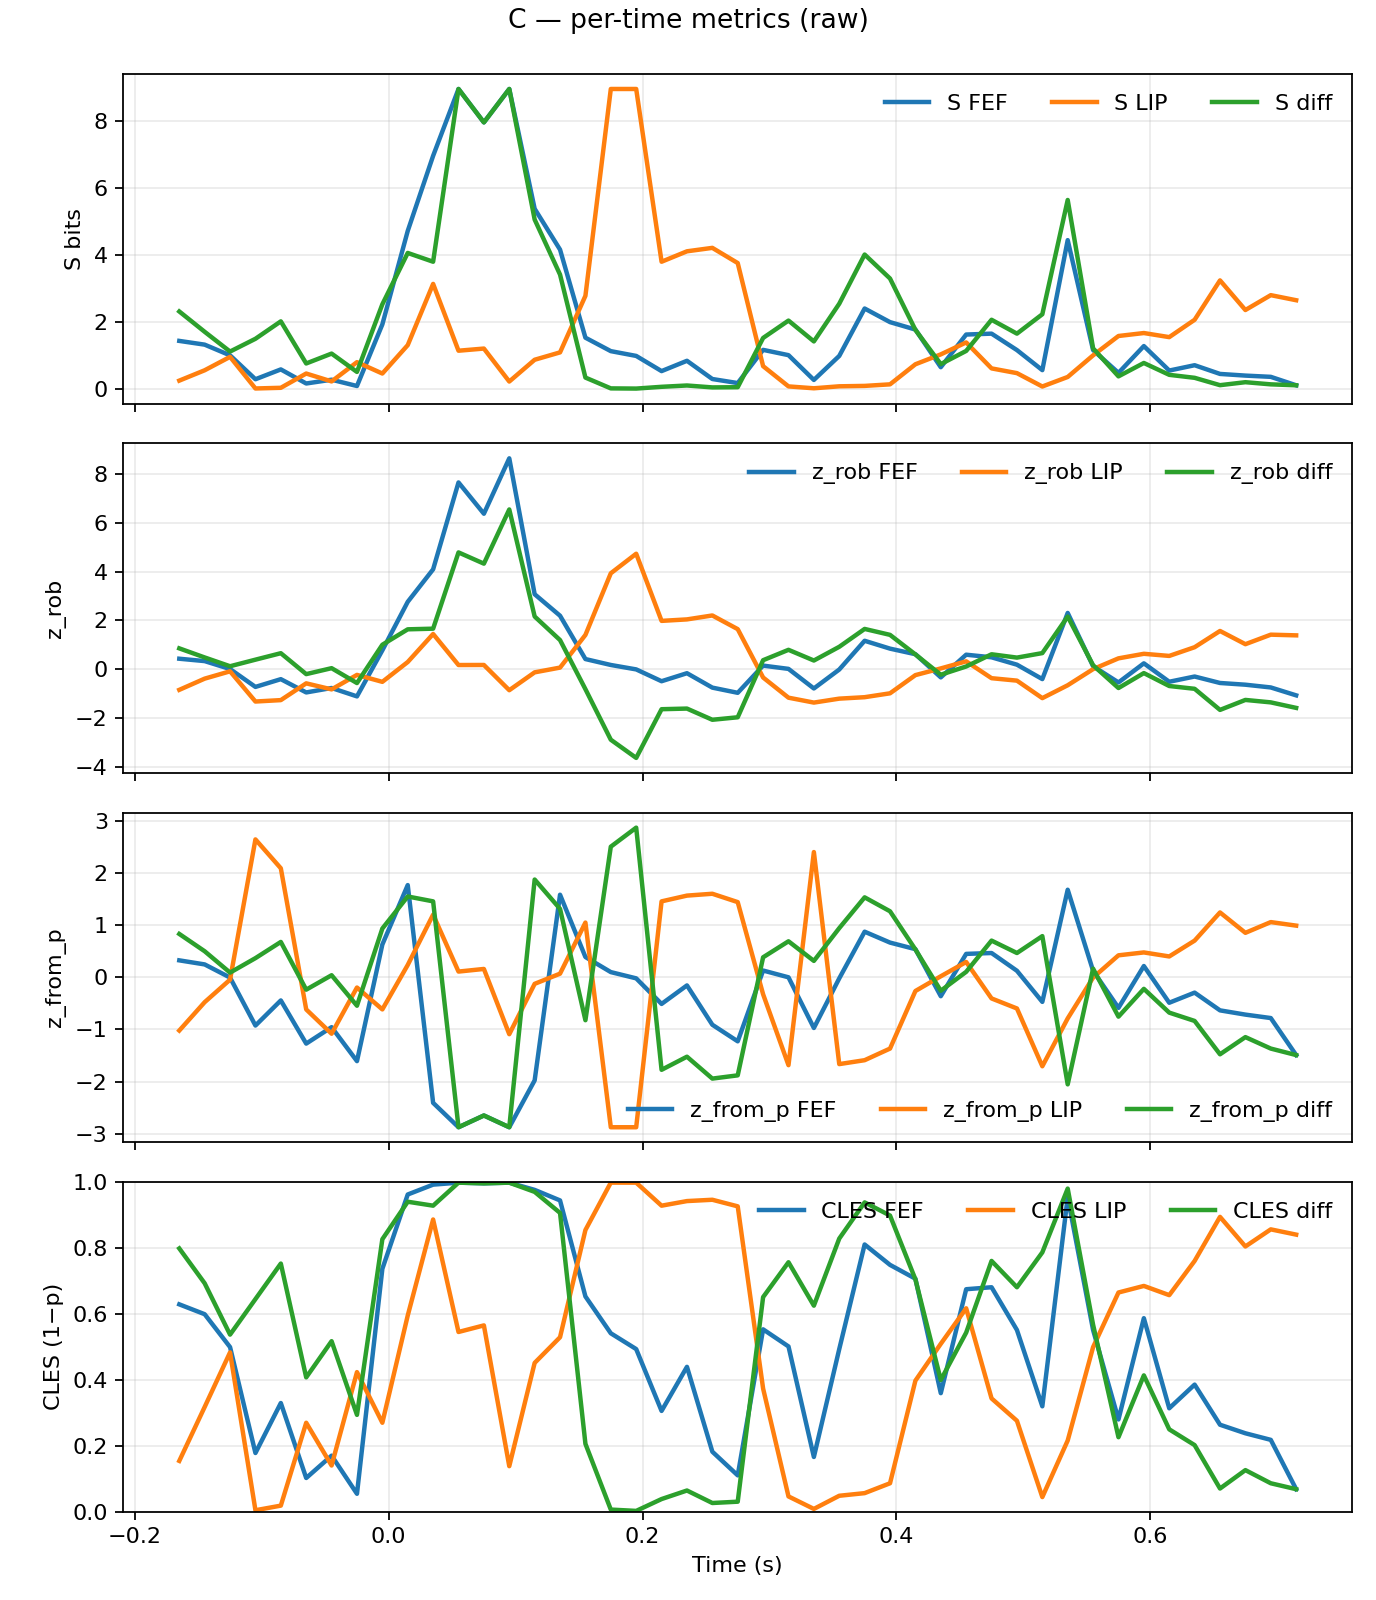 C — per-time metrics (raw)
S FEF S LIP S diff
8
6
4
2
0
S bits
z_rob FEF z_rob LIP z_rob diff
8
6
4
2
0
−2
−4
z_rob
3
2
1
0
−1
−2
−3
z_from_p
z_from_p FEF z_from_p LIP z_from_p diff
CLES FEF CLES LIP CLES diff
1.0
0.8
0.6
0.4
0.2
0.0
CLES (1−p)
−0.2 0.0 0.2 0.4 0.6
Time (s)